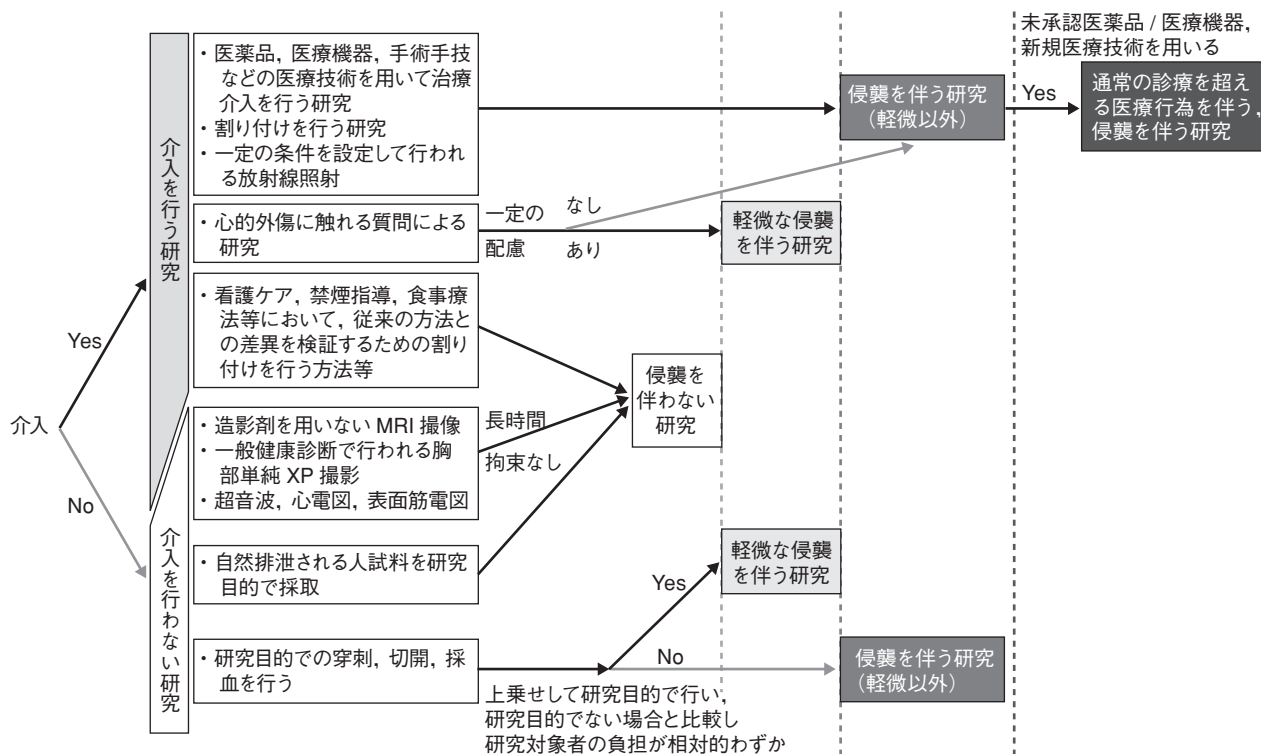 未承認医薬品 / 医療機器，
新規医療技術を用いる
・医薬品，医療機器，手術手技
などの医療技術を用いて治療
介入を行う研究
・割り付けを行う研究
・一定の条件を設定して行われ
る放射線照射
侵襲を伴う研究
（軽微以外）
Yes
通常の診療を超え
る医療行為を伴う，
侵襲を伴う研究
介入を行う研究
・心的外傷に触れる質問による
研究
一定の
配慮
なし
あり
軽微な侵襲
を伴う研究
・看護ケア，禁煙指導，食事療
法等において，従来の方法と
の差異を検証するための割り
付けを行う方法等
Yes
介入
No
侵襲を
伴わない
研究
・造影剤を用いない MRI 撮像
・一般健康診断で行われる胸
部単純 XP 撮影
・超音波，心電図，表面筋電図
長時間
拘束なし
介入を行わない研究
・自然排泄される人試料を研究
目的で採取
Yes
軽微な侵襲
を伴う研究
・研究目的での穿刺，切開，採
血を行う
No
侵襲を伴う研究
（軽微以外）
上乗せして研究目的で行い，
研究目的でない場合と比較し
研究対象者の負担が相対的わずか